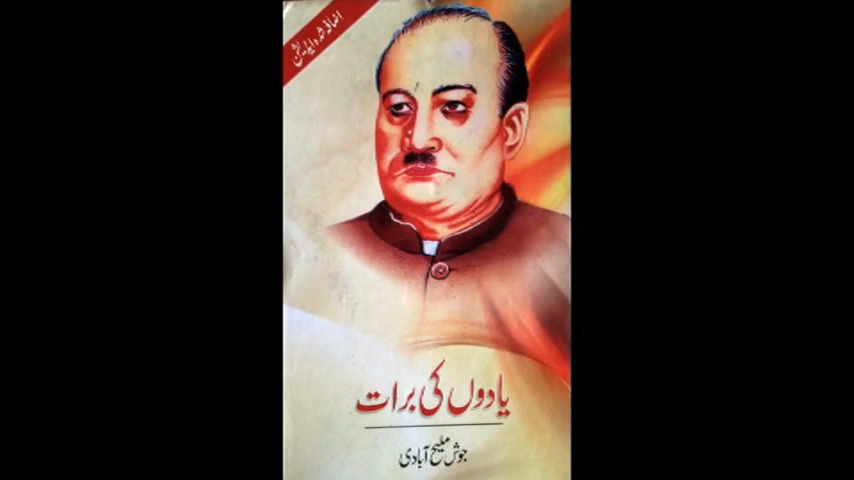 اضافہ شدہ ایڈیشن
یادوں کی برات
جوش ملیح آبادی